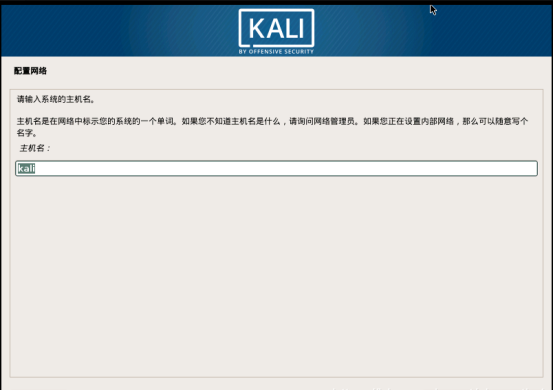 KALI
BY OFFENSIVE SECURITY
配置网络
请输入系统的主机名。
主机名是在网络中标示您的系统的一个单词。如果您不知道主机名是什么，请询问网络管理员。如果您正在设置内部网络，那么可以随意写个
名字。
主机名：
kali